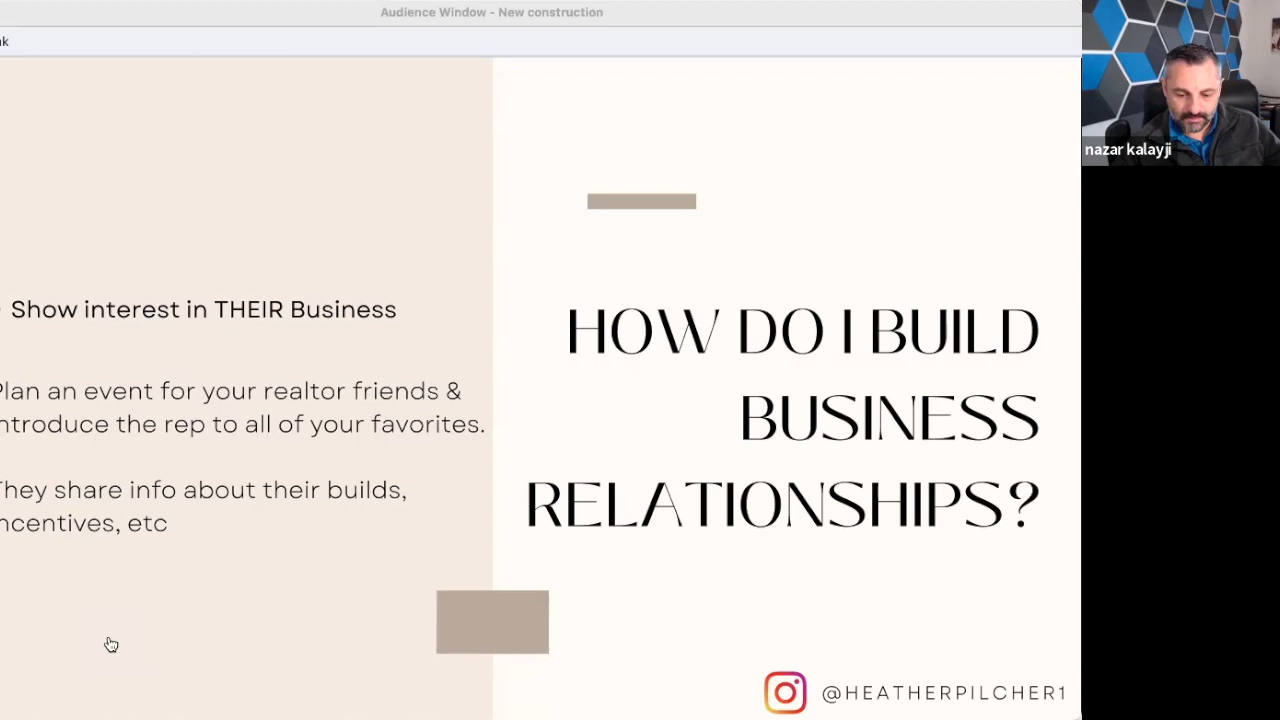 Audience Window - New construction
Show interest in THEIR Business
Plan an event for your realtor friends &
introduce the rep to all of your favorites.
They share info about their builds,
incentives, etc
HOW DO I BUILD
BUSINESS
RELATIONSHIPS?
@HEATHERPILCHER1
nazar kalayji